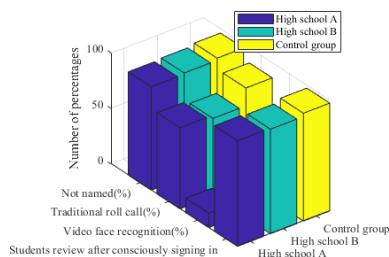 High school A
High school B
Control group
Number of percentages
100
50
0
Not named(%)
Traditional roll call(%)
Video face recognition(%)
Students review after consciously signing in
High school A
High school B
Control group